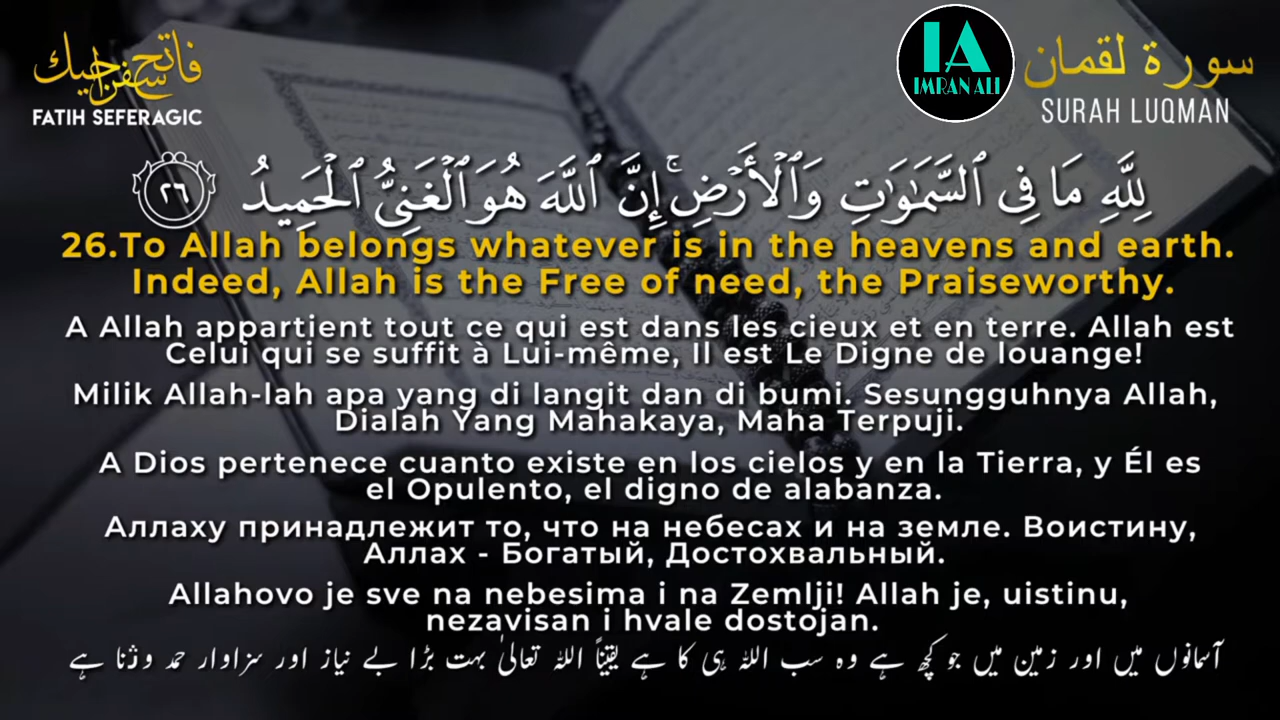 فاتح سفراجيك
FATIH SEFERAGIC
IA
IMRAN ALI
سورة لقمان
SURAH LUQMAN
لِلَّهِ مَا فِى ٱلسَّمَـٰوَٰتِ وَٱلْأَرْضِ ۚ إِنَّ ٱللَّهَ هُوَ ٱلْغَنِىُّ ٱلْحَمِيدُ ٢٦
26.To Allah belongs whatever is in the heavens and earth.
Indeed, Allah is the Free of need, the Praiseworthy.
A Allah appartient tout ce qui est dans les cieux et en terre. Allah est
Celui qui se suffit à Lui-même, Il est Le Digne de louange!
Milik Allah-lah apa yang di langit dan di bumi. Sesungguhnya Allah,
Dialah Yang Mahakaya, Maha Terpuji.
A Dios pertenece cuanto existe en los cielos y en la Tierra, y Él es
el Opulento, el digno de alabanza.
Аллаху принадлежит то, что на небесах и на земле. Воистину,
Аллах - Богатый, Достохвальный.
Allahovo je sve na nebesima i na Zemlji! Allah je, uistinu,
nezavisan i hvale dostojan.
آسمانوں میں اور زمین میں جو کچھ ہے وہ سب اللہ ہی کا ہے یقیناً اللہ تعالیٰ بہت بڑا بے نیاز اور سزاوار حمد وثنا ہے